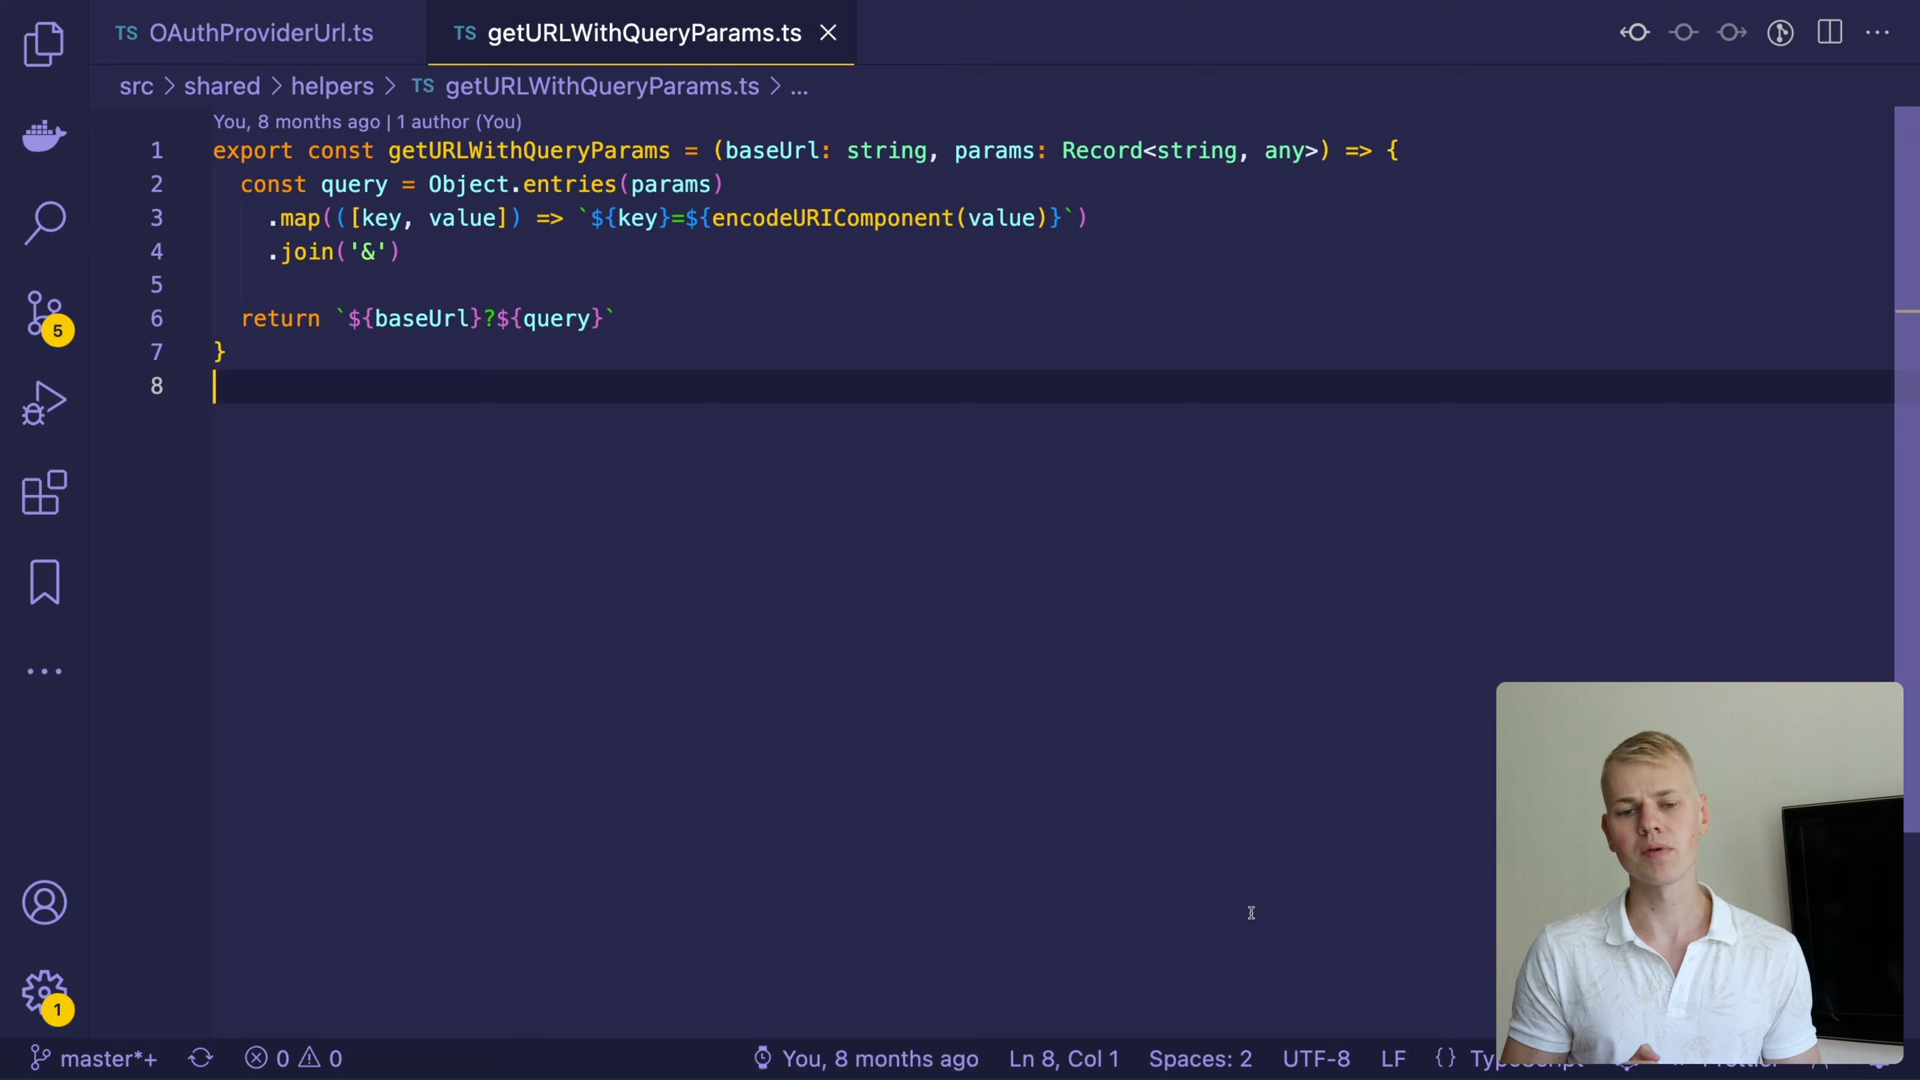 TS OAuthProviderUrl.ts
TS getURLWithQueryParams.ts
src > shared > helpers > TS getURLWithQueryParams.ts > ...
You, 8 months ago | 1 author (You)
1 export const getURLWithQueryParams = (baseUrl: string, params: Record<string, any>) => {
2 const query = Object.entries(params)
3 .map(([key, value]) => `${key}=${encodeURIComponent(value)}`)
4 .join('&')
5
6 return `${baseUrl}?${query}`
7 }
8
5
1
master*+ 0 0 You, 8 months ago Ln 8, Col 1 Spaces: 2 UTF-8 LF {} TypeScript